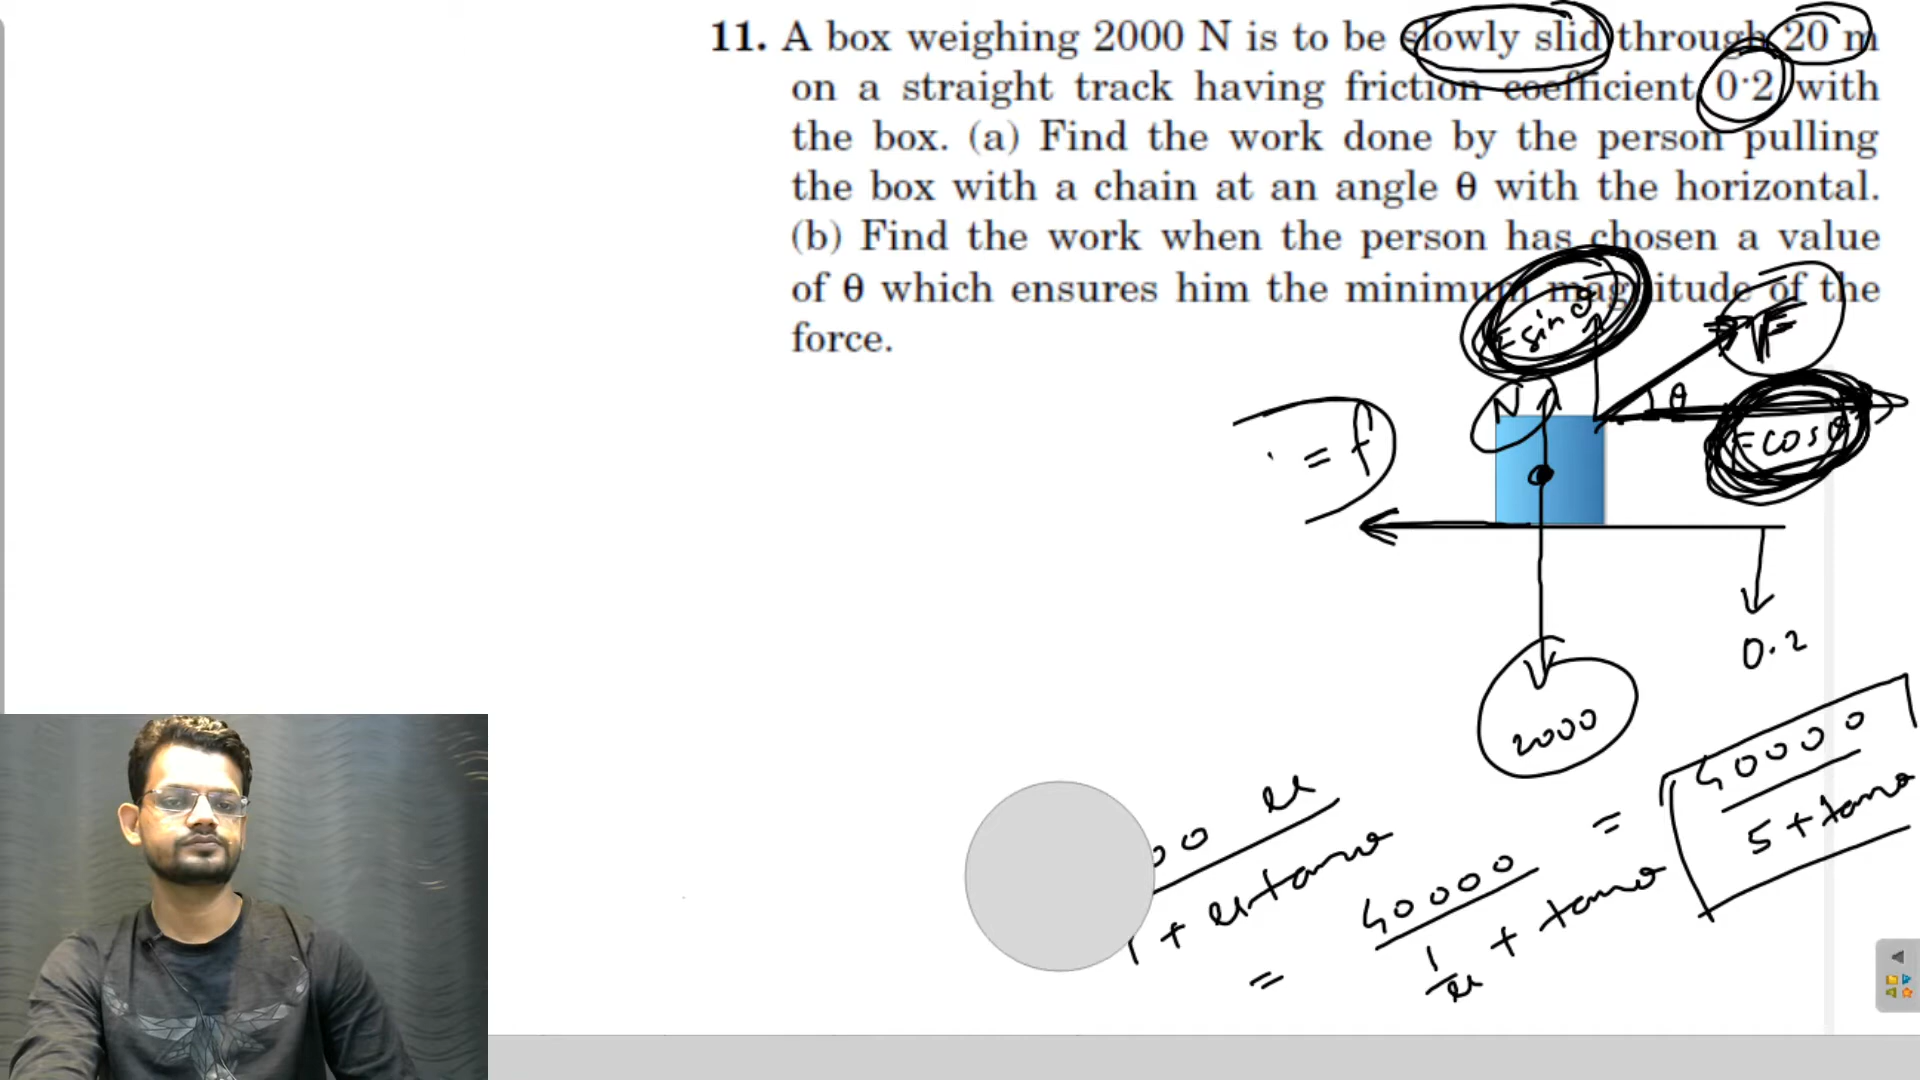 11. A box weighing 2000 N is to be slowly slid through 20 m
on a straight track having friction coefficient 0·2 with
the box. (a) Find the work done by the person pulling
the box with a chain at an angle θ with the horizontal.
(b) Find the work when the person has chosen a value
of θ which ensures him the minimum magnitude of the
force.
F sin θ
F
N
θ
F cos θ
= f
0.2
2000
μ
1 + μ tan θ
=
40000
1/μ + tan θ
=
40000
5 + tan θ